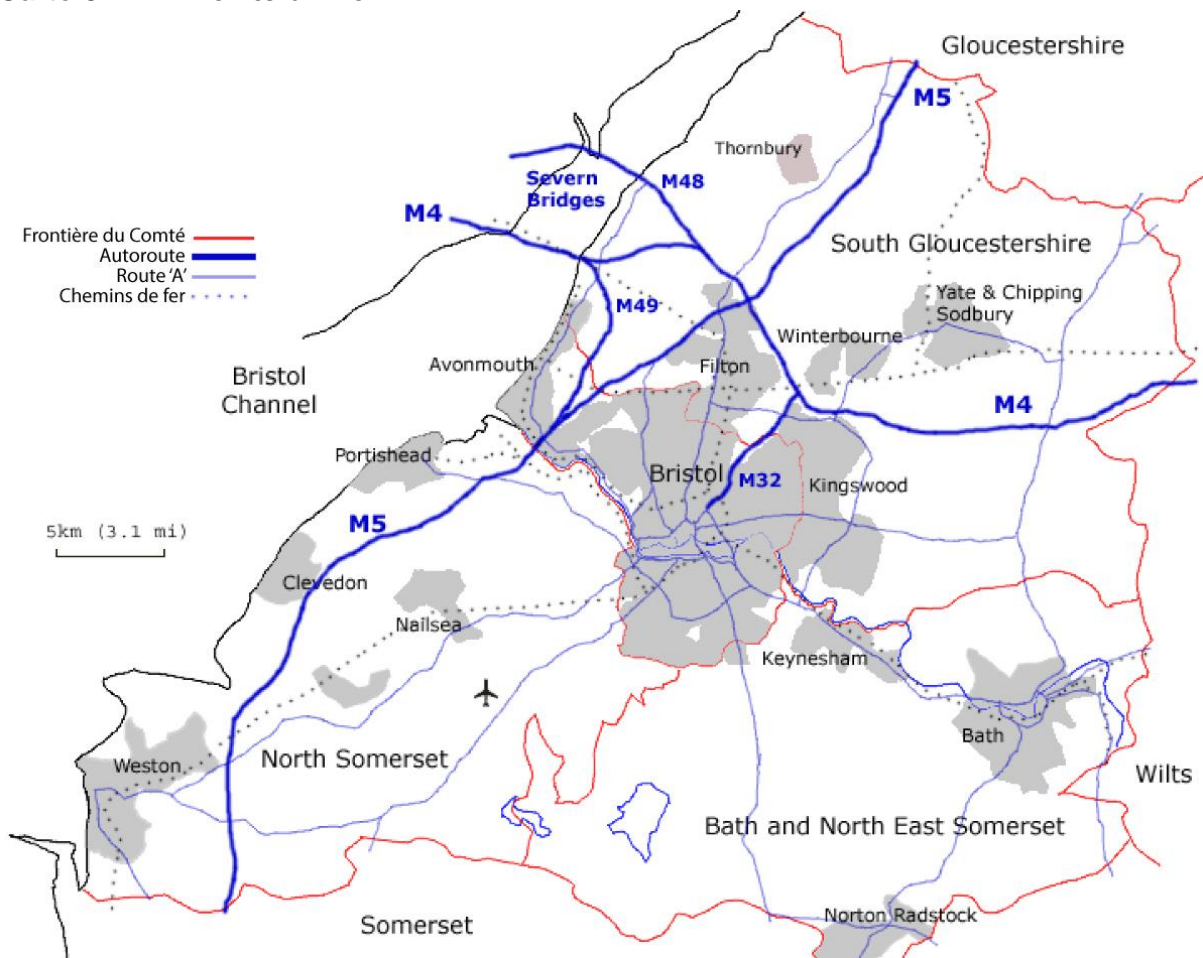 Gloucestershire
M5
Thornbury
Severn
Bridges
M48
M4
Frontière du Comté
Autoroute
Route 'A'
Chemins de fer
South Gloucestershire
Yate & Chipping
Sodbury
M49
Winterbourne
Avonmouth
Filton
Bristol
Channel
M4
Portishead
Bristol
M32
Kingswood
M5
5km (3.1 mi)
Clevedon
Nailsea
Keynesham
Bath
Weston
North Somerset
Wilts
Bath and North East Somerset
Somerset
Norton Radstock